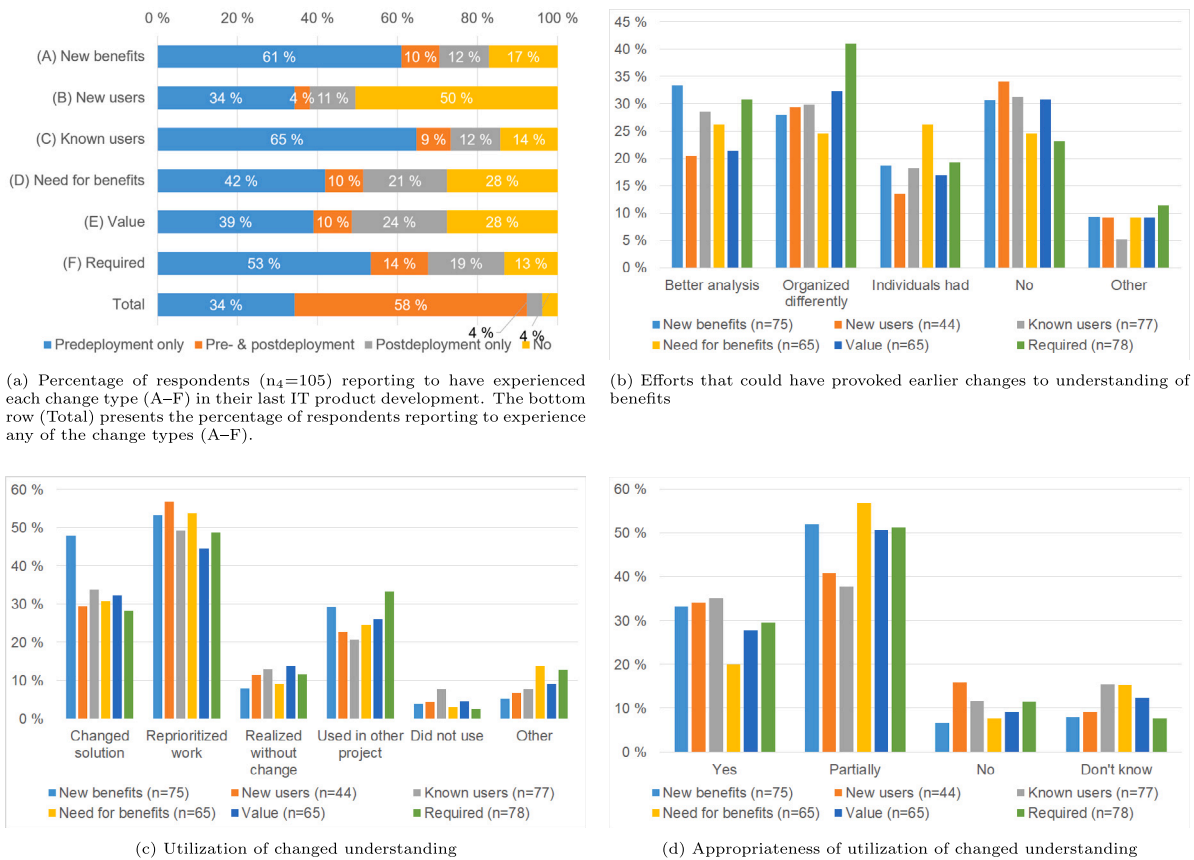 0 % 20 % 40 % 60 % 80 % 100 %
(A) New benefits 61 % 10 % 12 % 17 %
(B) New users 34 % 4 % 11 % 50 %
(C) Known users 65 % 9 % 12 % 14 %
(D) Need for benefits 42 % 10 % 21 % 28 %
(E) Value 39 % 10 % 24 % 28 %
(F) Required 53 % 14 % 19 % 13 %
Total 34 % 58 %
4 % 4 %
Predeployment only Pre- & postdeployment Postdeployment only No
(a) Percentage of respondents (n₄=105) reporting to have experienced
each change type (A–F) in their last IT product development. The bottom
row (Total) presents the percentage of respondents reporting to experience
any of the change types (A–F).
45 %
40 %
35 %
30 %
25 %
20 %
15 %
10 %
5 %
0 %
Better analysis Organized Individuals had No Other
differently
New benefits (n=75) New users (n=44) Known users (n=77)
Need for benefits (n=65) Value (n=65) Required (n=78)
(b) Efforts that could have provoked earlier changes to understanding of
benefits
60 %
50 %
40 %
30 %
20 %
10 %
0 %
Changed Reprioritized Realized Used in other Did not use Other
solution work without project
change
New benefits (n=75) New users (n=44) Known users (n=77)
Need for benefits (n=65) Value (n=65) Required (n=78)
(c) Utilization of changed understanding
60 %
50 %
40 %
30 %
20 %
10 %
0 %
Yes Partially No Don't know
New benefits (n=75) New users (n=44) Known users (n=77)
Need for benefits (n=65) Value (n=65) Required (n=78)
(d) Appropriateness of utilization of changed understanding